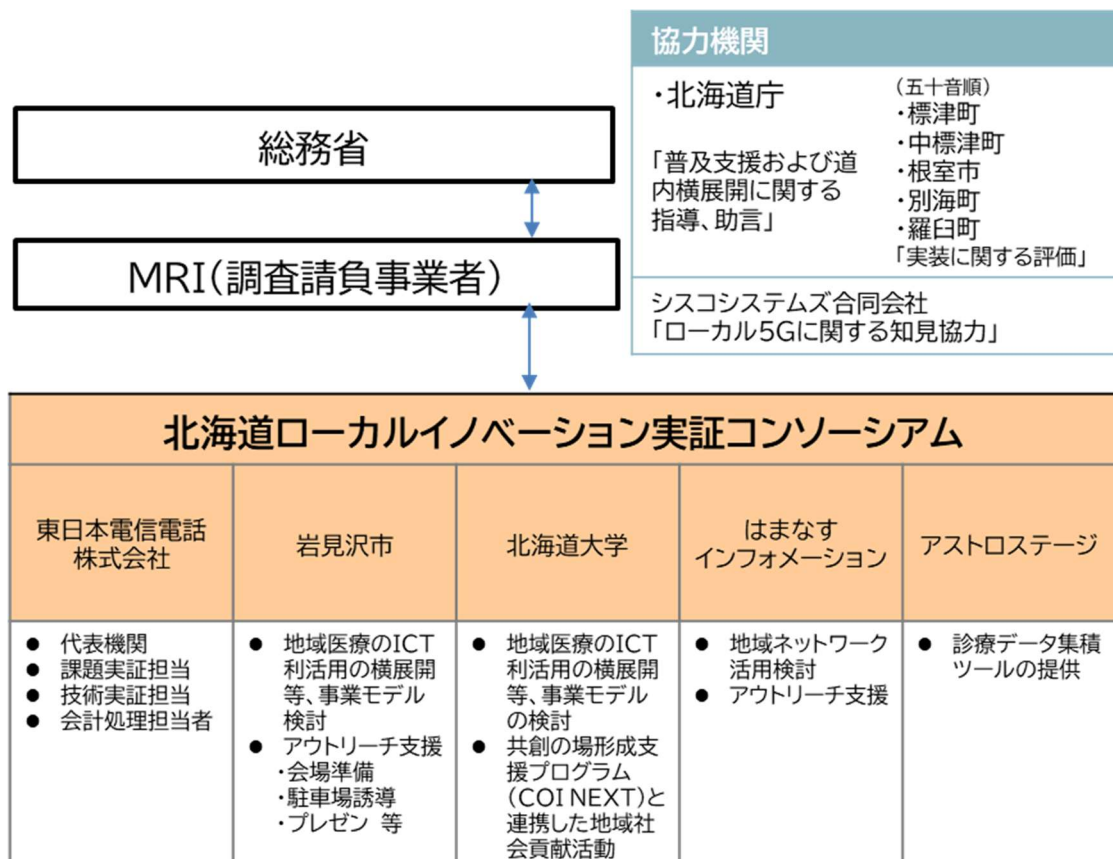 協力機関
・北海道庁
「普及支援および道
内横展開に関する
指導、助言」
(五十音順)
・標津町
・中標津町
・根室市
・別海町
・羅臼町
「実装に関する評価」
シスコシステムズ合同会社
「ローカル5Gに関する知見協力」
総務省
MRI(調査請負事業者)
北海道ローカルイノベーション実証コンソーシアム
東日本電信電話
株式会社
岩見沢市
北海道大学
はまなす
インフォメーション
アストロステージ
● 代表機関
● 課題実証担当
● 技術実証担当
● 会計処理担当者
● 地域医療のICT
利活用の横展開
等、事業モデル
検討
● アウトリーチ支援
・会場準備
・駐車場誘導
・プレゼン 等
● 地域医療のICT
利活用の横展開
等、事業モデル
の検討
● 共創の場形成支
援プログラム
(COI NEXT)と
連携した地域社
会貢献活動
● 地域ネットワーク
活用検討
● アウトリーチ支援
● 診療データ集積
ツールの提供